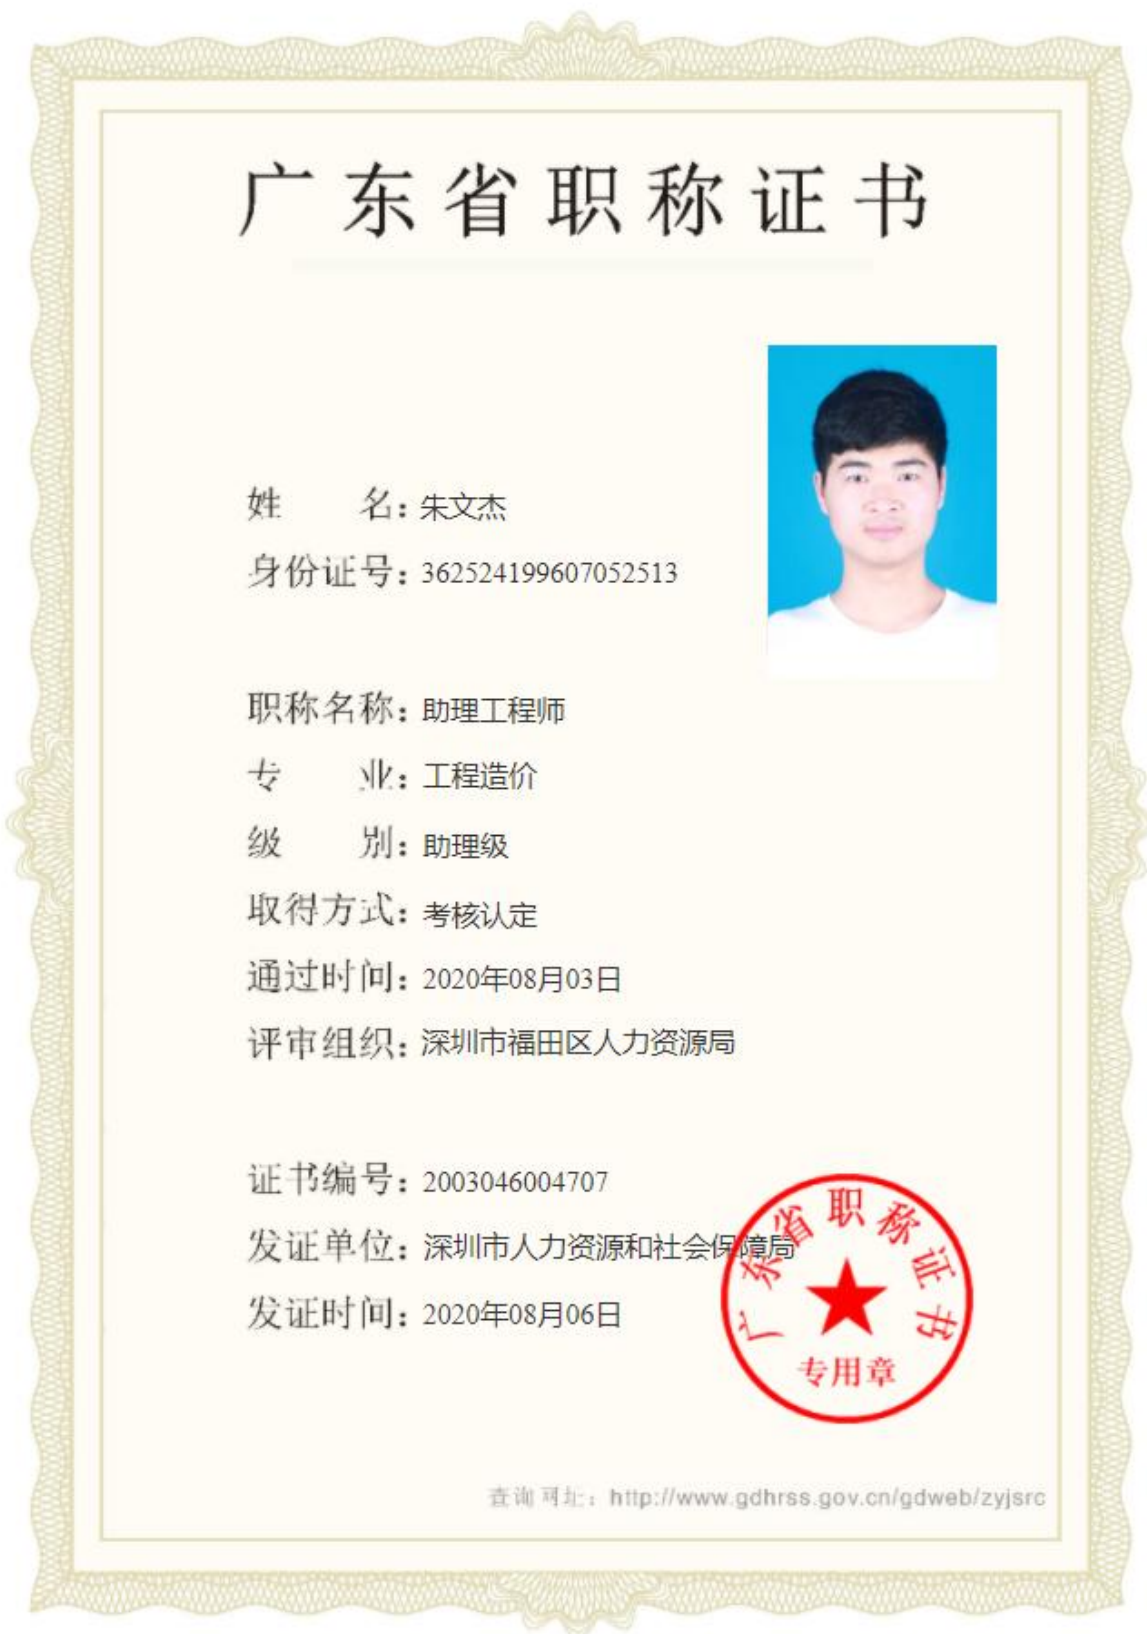 广东省职称证书
姓名：朱文杰
身份证号：362524199607052513
职称名称：助理工程师
专业：工程造价
级别：助理级
取得方式：考核认定
通过时间：2020年08月03日
评审组织：深圳市福田区人力资源局
证书编号：2003046004707
发证单位：深圳市人力资源和社会保障局
发证时间：2020年08月06日
广东省职称证书
专用章
查询网址：http://www.gdhrss.gov.cn/gdweb/zyjsrc